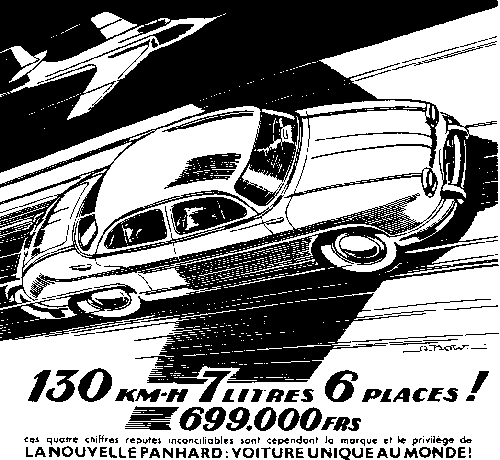 130 KM-H 7 LITRES 6 PLACES !
699.000 FRS
ces quatre chiffres réputés inconciliables sont cependant la marque et le privilège de
LA NOUVELLE PANHARD : VOITURE UNIQUE AU MONDE !